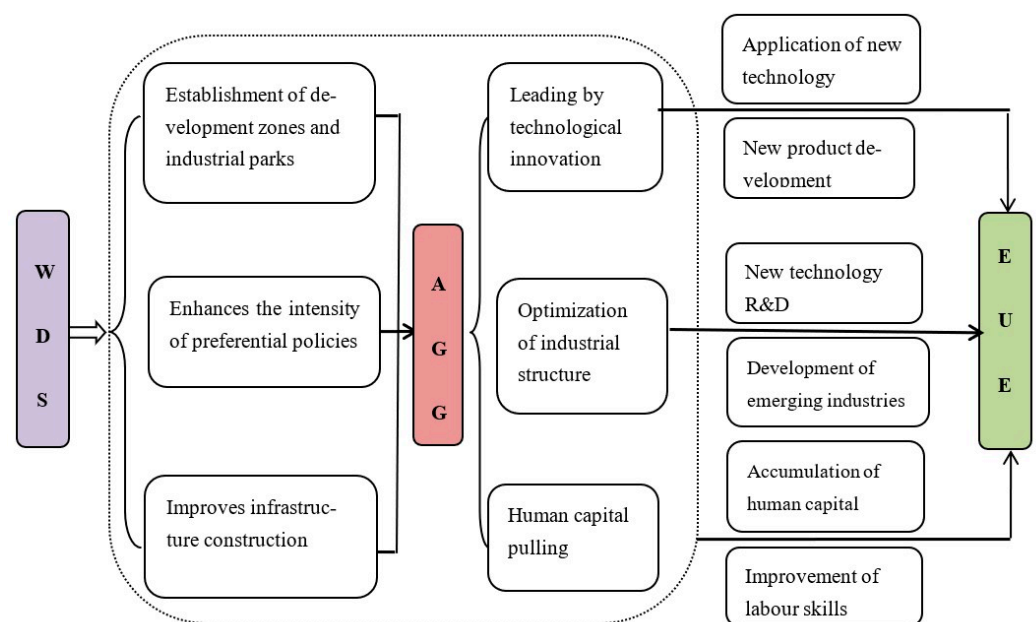 W
D
S
Establishment of de-
velopment zones and
industrial parks
Enhances the intensity
of preferential policies
Improves infrastruc-
ture construction
A
G
G
Leading by
technological
innovation
Optimization
of industrial
structure
Human capital
pulling
Application of new
technology
New product de-
velopment
New technology
R&D
Development of
emerging industries
Accumulation of
human capital
Improvement of
labour skills
E
U
E